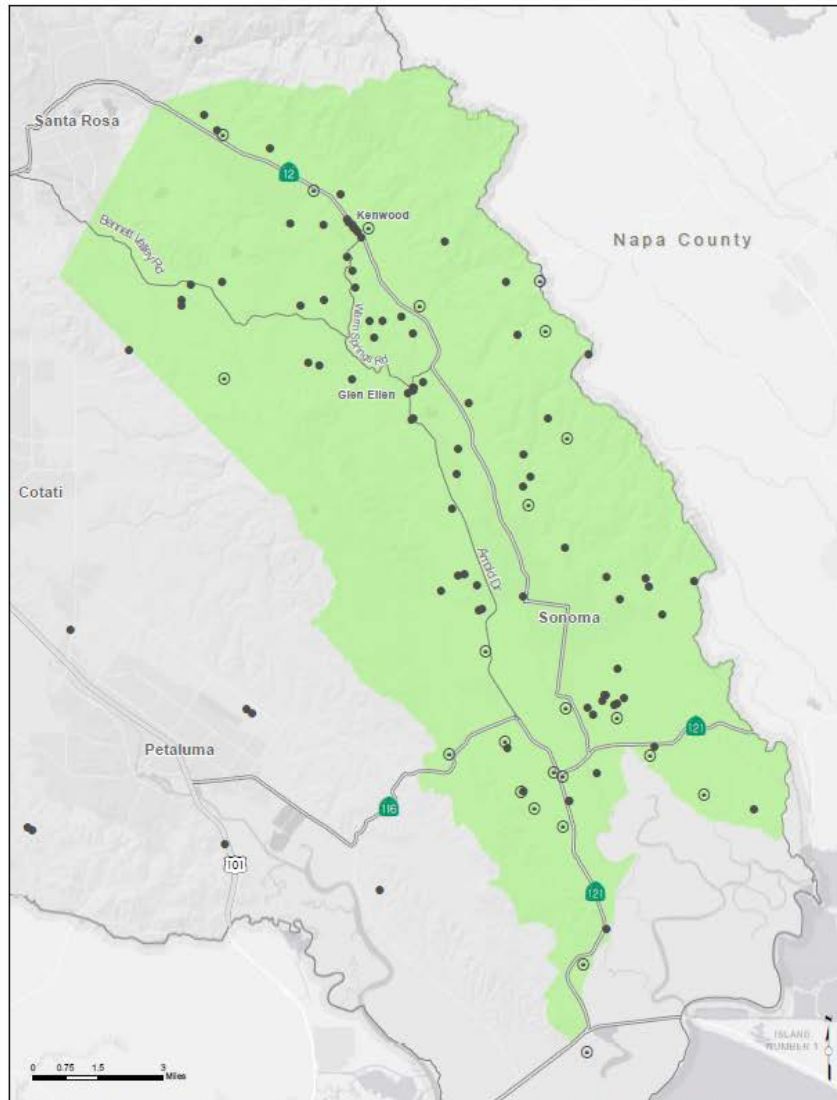 Santa Rosa
12
Kenwood
Bennett Valley Rd
Napa County
Warm Springs Rd
Glen Ellen
Cotati
Arnold Dr
Sonoma
121
Petaluma
116
101
121
ISLAND
NUMBER 1
0 0.75 1.5 3
Miles